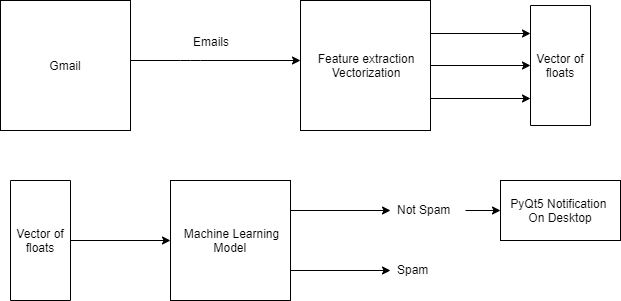 Emails
Gmail
Feature extraction
Vectorization
Vector of
floats
Vector of
floats
Machine Learning
Model
Not Spam
PyQt5 Notification
On Desktop
Spam